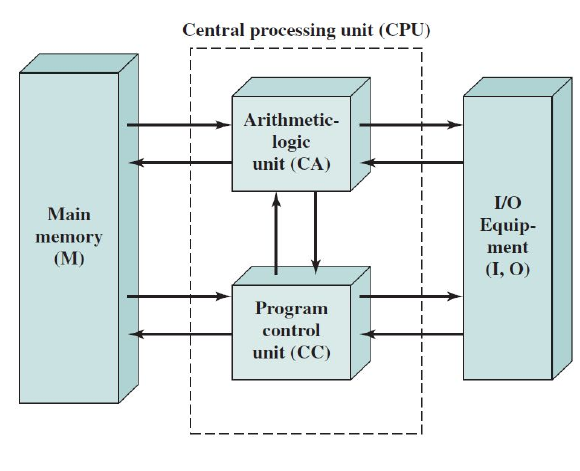 Central processing unit (CPU)
Arithmetic-
logic
unit (CA)
Main
memory
(M)
I/O
Equip-
ment
(I, O)
Program
control
unit (CC)